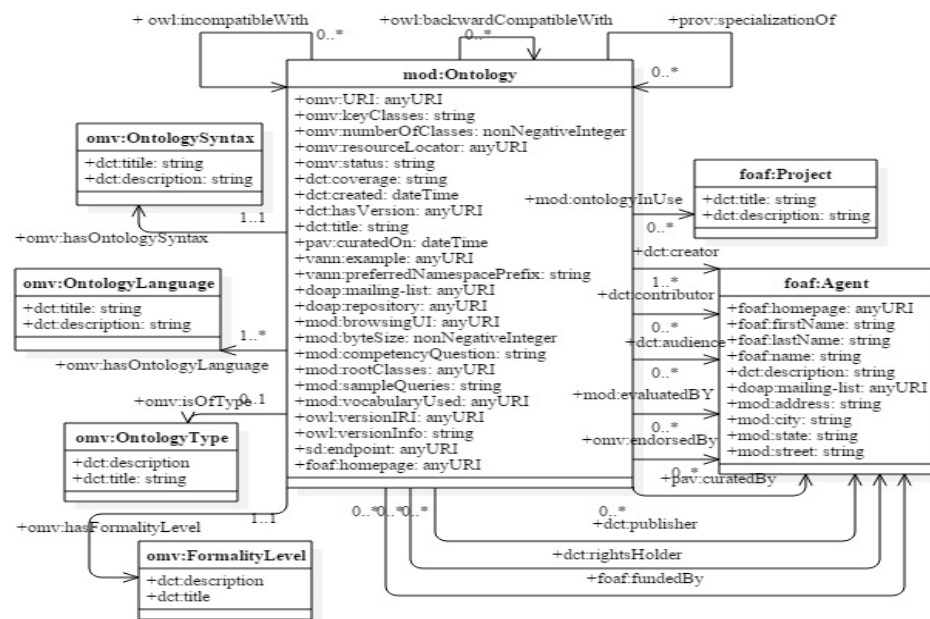 + owl:incompatibleWith
+ owl:backwardCompatibleWith
+prov:specializationOf
0..*
0..*
0..*
mod:Ontology
+omv:URI: anyURI
+omv:keyClasses: string
+omv:numberOfClasses: nonNegativeInteger
+omv:resourceLocator: anyURI
+omv:status: string
+dct:coverage: string
+dct:created: dateTime
+dct:hasVersion: anyURI
+dct:title: string
+pav:curatedOn: dateTime
+vann:example: anyURI
+vann:preferredNamespacePrefix: string
+doap:mailing-list: anyURI
+doap:repository: anyURI
+mod:browsingUI: anyURI
+mod:byteSize: nonNegativeInteger
+mod:competencyQuestion: string
+mod:rootClasses: anyURI
+mod:sampleQueries: string
+mod:vocabularyUsed: anyURI
+owl:versionIRI: anyURI
+owl:versionInfo: string
+sd:endpoint: anyURI
+foaf:homepage: anyURI
omv:OntologySyntax
+dct:titile: string
+dct:description: string
1..1
+omv:hasOntologySyntax
omv:OntologyLanguage
+dct:titile: string
+dct:description: string
1..*
+omv:hasOntologyLanguage
+omv:isOfType
0..1
omv:OntologyType
+dct:description
+dct:title: string
+omv:hasFormalityLevel
1..1
omv:FormalityLevel
+dct:description
+dct:title
foaf:Project
+dct:title: string
+dct:description: string
+mod:ontologyInUse
0..*
+dct:creator
1..*
+dct:contributor
0..*
+dct:audience
0..*
+mod:evaluatedBY
0..*
+omv:endorsedBy
0..*
+pav:curatedBy
foaf:Agent
+foaf:homepage: anyURI
+foaf:firstName: string
+foaf:lastName: string
+foaf:name: string
+dct:description: string
+doap:mailing-list: anyURI
+mod:address: string
+mod:city: string
+mod:state: string
+mod:street: string
0..*
0..*
0..*
0..*
+dct:publisher
+dct:rightsHolder
+foaf:fundedBy